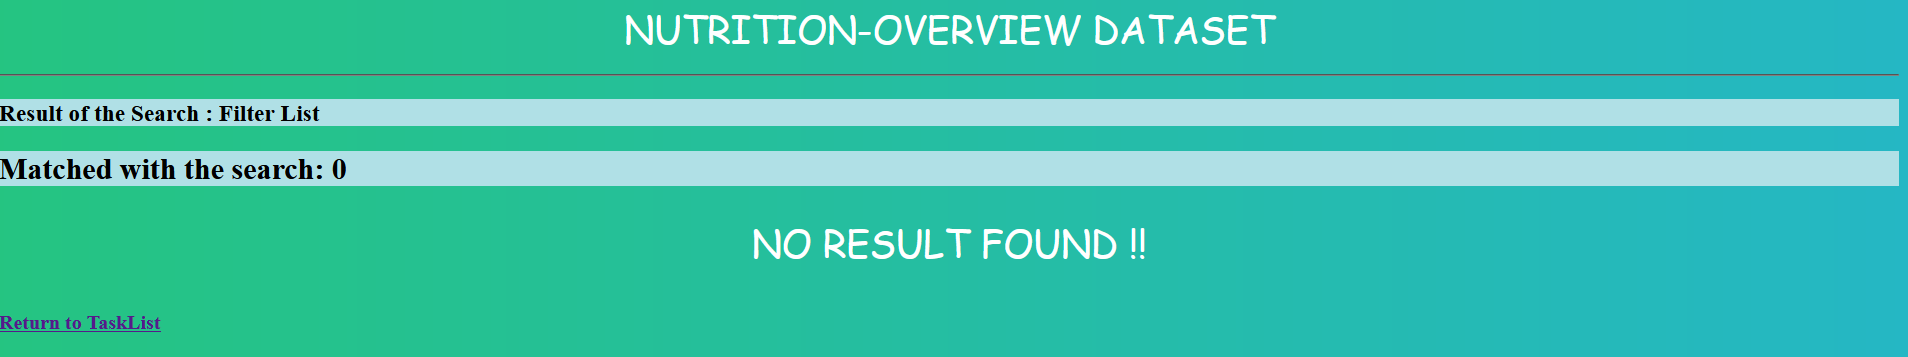 NUTRITION-OVERVIEW DATASET
Result of the Search : Filter List
Matched with the search: 0
NO RESULT FOUND !!
Return to TaskList